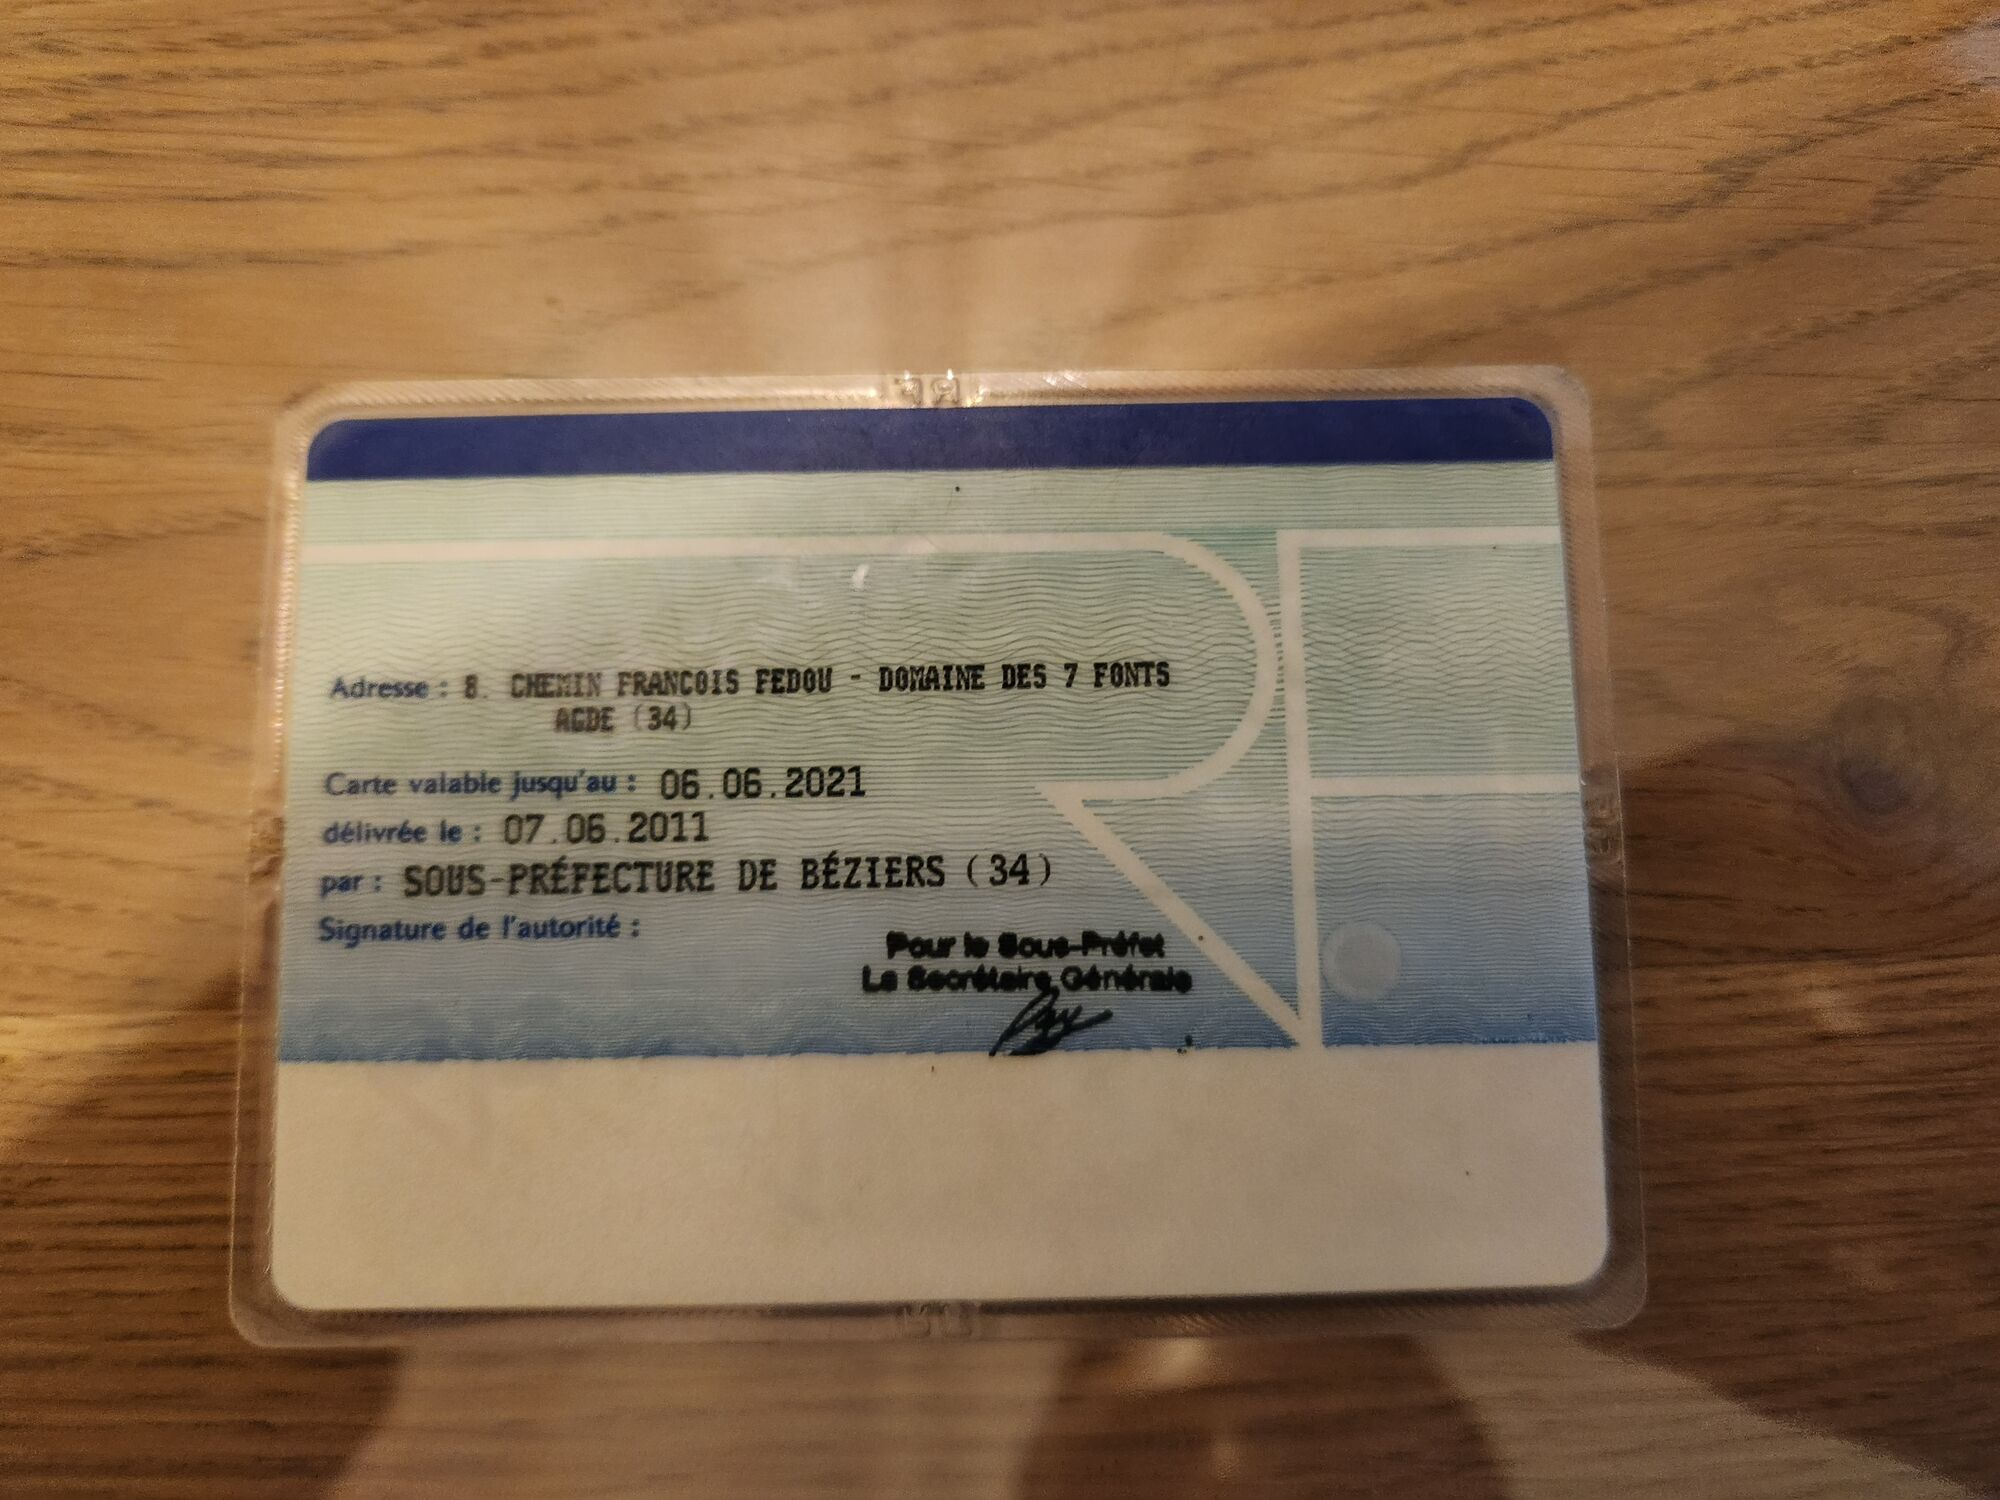 Adresse : 8. CHEMIN FRANCOIS FEDOU - DOMAINE DES 7 FONTS
AGDE (34)
Carte valable jusqu'au : 06.06.2021
délivrée le : 07.06.2011
par : SOUS-PRÉFECTURE DE BÉZIERS (34)
Signature de l'autorité :
Pour le Sous-Préfet
La Secrétaire Générale